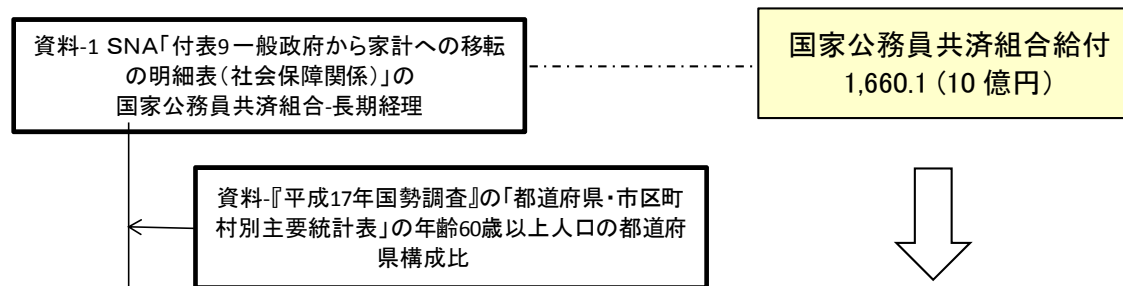 資料-1 SNA「付表9一般政府から家計への移転
の明細表(社会保障関係)」の
国家公務員共済組合-長期経理
国家公務員共済組合給付
1,660.1 (10 億円)
資料-『平成17年国勢調査』の「都道府県・市区町
村別主要統計表」の年齢60歳以上人口の都道府
県構成比